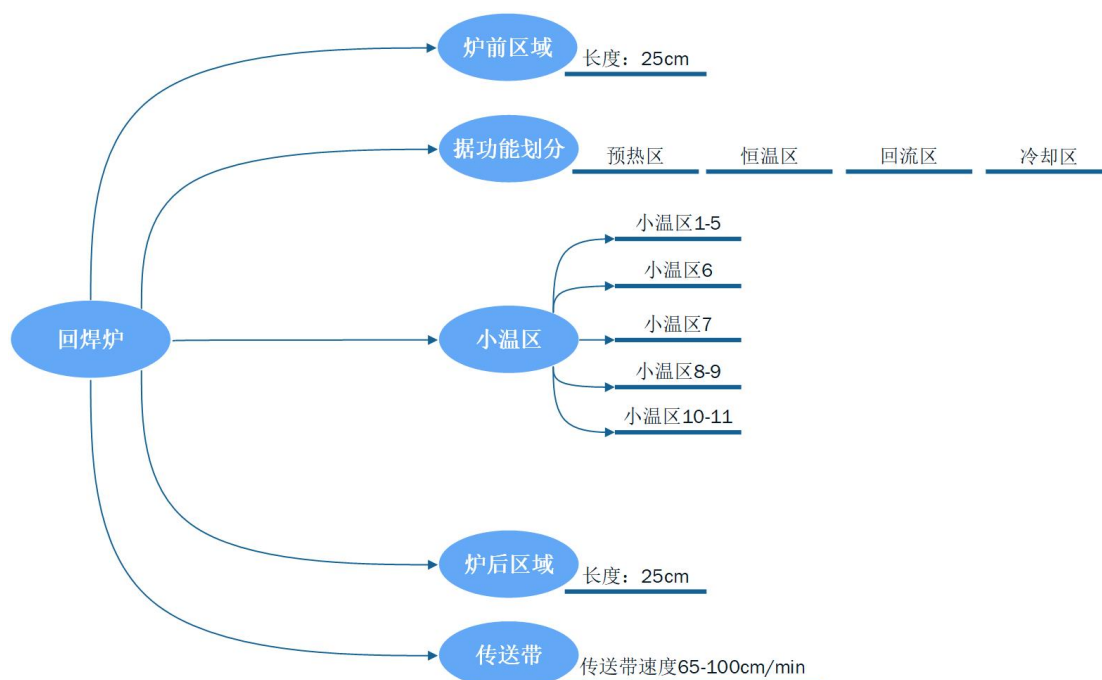 炉前区域
长度：25cm
据功能划分
预热区
恒温区
回流区
冷却区
小温区1-5
小温区6
回焊炉
小温区
小温区7
小温区8-9
小温区10-11
炉后区域
长度：25cm
传送带
传送带速度65-100cm/min